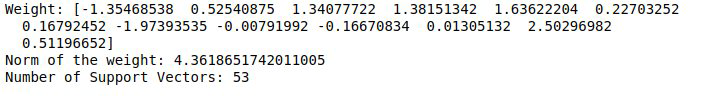 Weight: [-1.35468538  0.52540875  1.34077722  1.38151342  1.63622204  0.22703252
  0.16792452 -1.97393535 -0.00791992 -0.16670834  0.01305132  2.50296982
  0.51196652]
Norm of the weight: 4.3618651742011005
Number of Support Vectors: 53